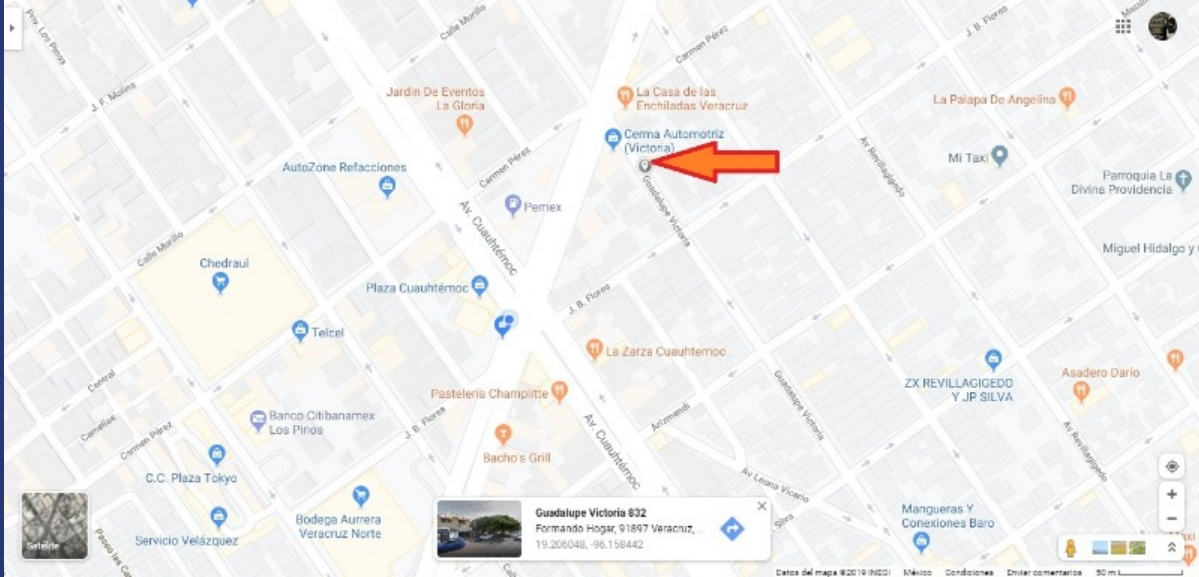 Priv. Los Pinos
J. F. Molina
Calle Murillo
Carmen Pérez
J. B. Flores
Jardín De Eventos
La Gloria
La Casa de las
Enchiladas Veracruz
La Palapa De Angelina
Cerma Automotriz
(Victoria)
AutoZone Refacciones
Carmen Pérez
Guadalupe Victoria
Av Revillagigedo
Mi Taxi
Parroquia La
Divina Providencia
Pemex
Av. Cuauhtémoc
Calle Murillo
Chedraui
Miguel Hidalgo y
Plaza Cuauhtémoc
J. B. Flores
Telcel
La Zarza Cuauhtemoc
ZX REVILLAGIGEDO
Y JP SILVA
Asadero Dario
Central
Camelias
Carmen Pérez
Pastelería Champlitte
Guadalupe Victoria
Banco Citibanamex
Los Pinos
J. B. Flores
Arizmendi
Av. Cuauhtémoc
Av Revillagigedo
Bacho's Grill
C.C. Plaza Tokyo
Av Leona Vicario
Silva
Bodega Aurrera
Veracruz Norte
Servicio Velázquez
Satélite
Guadalupe Victoria 832
Formando Hogar, 91897 Veracruz, ...
19.206048, -96.158442
Mangueras Y
Conexiones Baro
Datos del mapa ©2019 INEGI México Condiciones Enviar comentarios 50 m